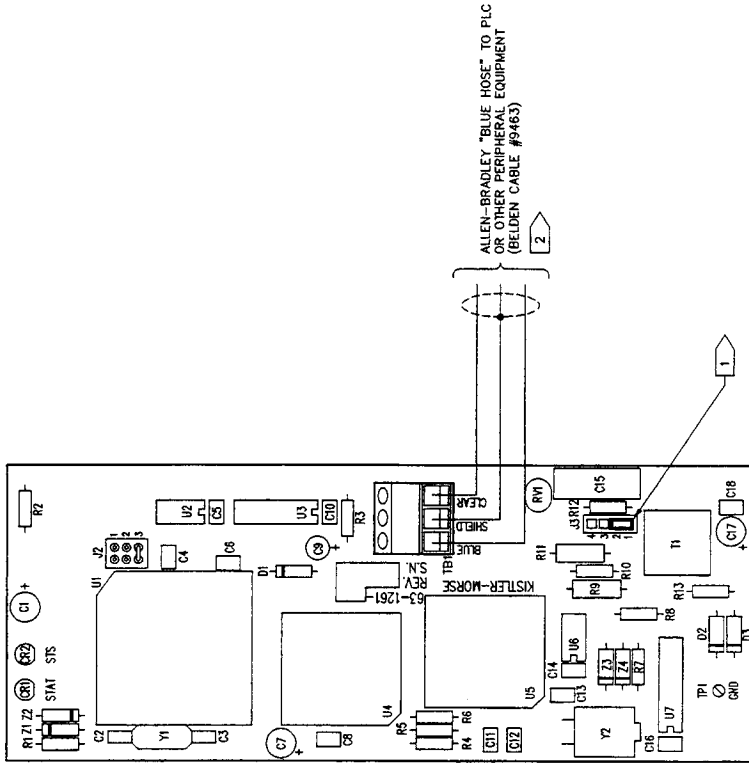 ALLEN-BRADLEY "BLUE HOSE" TO PLC
OR OTHER PERIPHERAL EQUIPMENT
(BELDEN CABLE #9463)
2
1
R2
C1
+
CR2
STS
CR1
STAT
Z2
Z1
R1
J2
1
2
3
U1
C4
C6
C2
Y1
C3
U2
C5
U3
C10
R3
C9
+
D1
63-1261
REV.
S.N.
KISTLER-MORSE
TB1
BLUE
SHIELD
CLEAR
U4
C7
+
C8
U5
R5
R4
R6
C11
C12
RV1
C15
R12
J3
4
3
2
1
R11
R10
R9
T1
C18
C17
+
R13
R8
U6
C14
C13
Z3
Z4
R7
Y2
U7
C16
D2
D3
TP1
GND